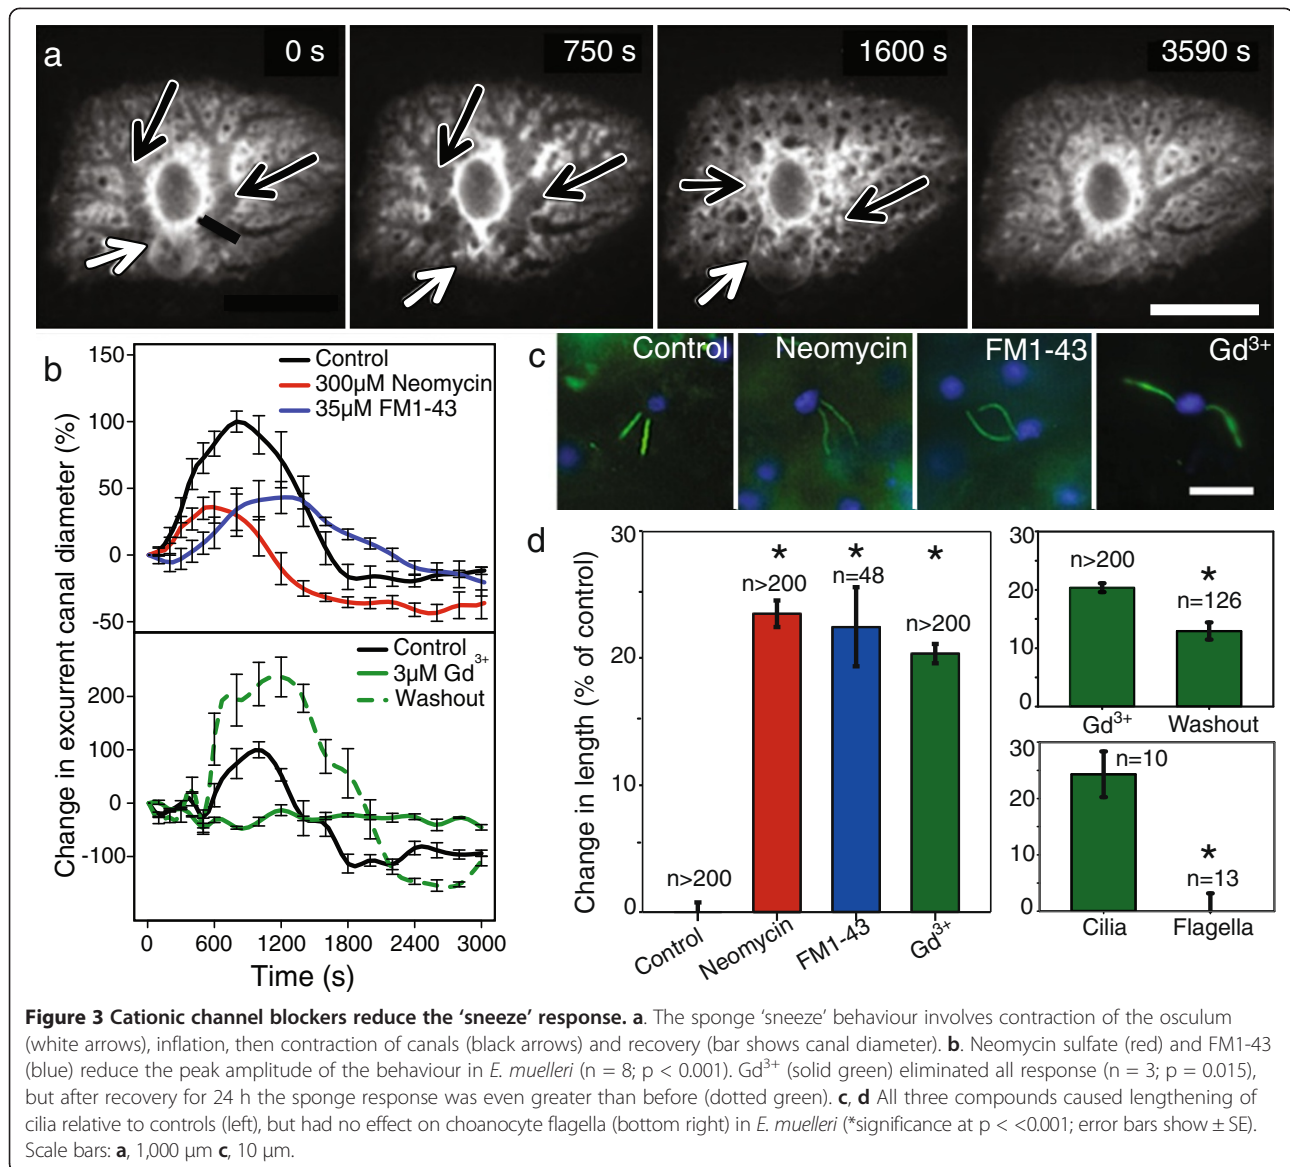 a
0 s
750 s
1600 s
3590 s
b
Change in excurrent canal diameter (%)
150
100
50
0
-50
Control
300μM Neomycin
35μM FM1-43
200
100
0
-100
Control
3μM Gd³⁺
Washout
0 600 1200 1800 2400 3000
Time (s)
c
Control
Neomycin
FM1-43
Gd³⁺
d
Change in length (% of control)
30
20
10
0
n>200
*
n>200
*
n=48
*
n>200
Control
Neomycin
FM1-43
Gd³⁺
30
20
10
0
n>200
*
n=126
Gd³⁺ Washout
30
20
10
0
n=10
*
n=13
Cilia Flagella
Figure 3 Cationic channel blockers reduce the ‘sneeze’ response. a. The sponge ‘sneeze’ behaviour involves contraction of the osculum
(white arrows), inflation, then contraction of canals (black arrows) and recovery (bar shows canal diameter). b. Neomycin sulfate (red) and FM1-43
(blue) reduce the peak amplitude of the behaviour in E. muelleri (n = 8; p < 0.001). Gd³⁺ (solid green) eliminated all response (n = 3; p = 0.015),
but after recovery for 24 h the sponge response was even greater than before (dotted green). c, d All three compounds caused lengthening of
cilia relative to controls (left), but had no effect on choanocyte flagella (bottom right) in E. muelleri (*significance at p < <0.001; error bars show ± SE).
Scale bars: a, 1,000 μm c, 10 μm.